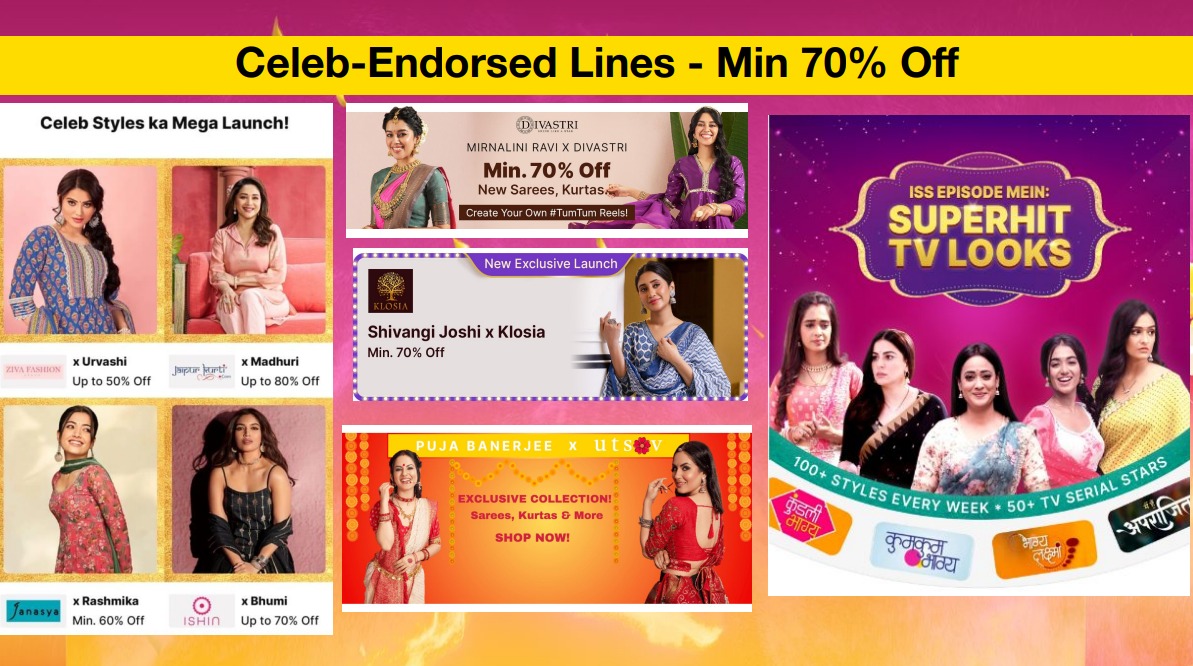 Celeb-Endorsed Lines - Min 70% Off
Celeb Styles ka Mega Launch!
ZIVA FASHION
x Urvashi
Up to 50% Off
Jaipur kurti
.com
x Madhuri
Up to 80% Off
Janasya
x Rashmika
Min. 60% Off
ISHIN
x Bhumi
Up to 70% Off
DIVASTRI
MIRNALINI RAVI X DIVASTRI
Min. 70% Off
New Sarees, Kurtas...
Create Your Own #TumTum Reels!
New Exclusive Launch
KLOSIA
Shivangi Joshi x Klosia
Min. 70% Off
PUJA BANERJEE x utsav
EXCLUSIVE COLLECTION!
Sarees, Kurtas & More
SHOP NOW!
ISS EPISODE MEIN:
SUPERHIT
TV LOOKS
100+ STYLES EVERY WEEK * 50+ TV SERIAL STARS
कुंडली
भाग्य
कुमकुम
भाग्य
भाग्य
लक्ष्मी
अपराजिता